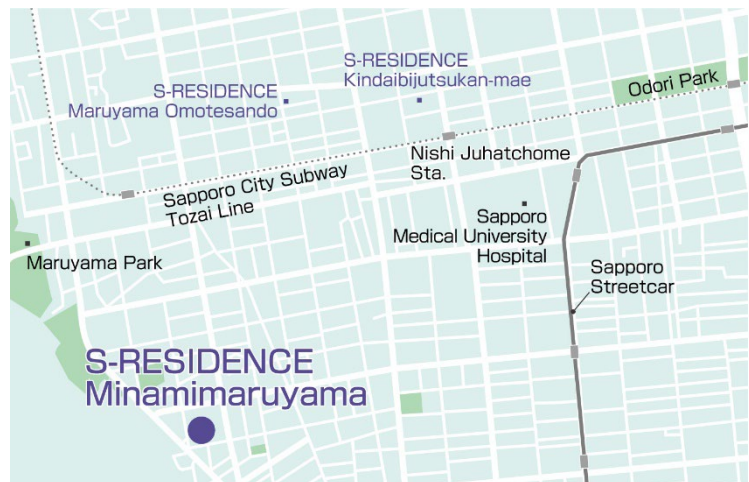 S-RESIDENCE
Kindaibijutsukan-mae
S-RESIDENCE
Maruyama Omotesando
Odori Park
Nishi Juhatchome
Sta.
Sapporo City Subway
Tozai Line
Sapporo
Medical University
Hospital
Maruyama Park
Sapporo
Streetcar
S-RESIDENCE
Minamimaruyama